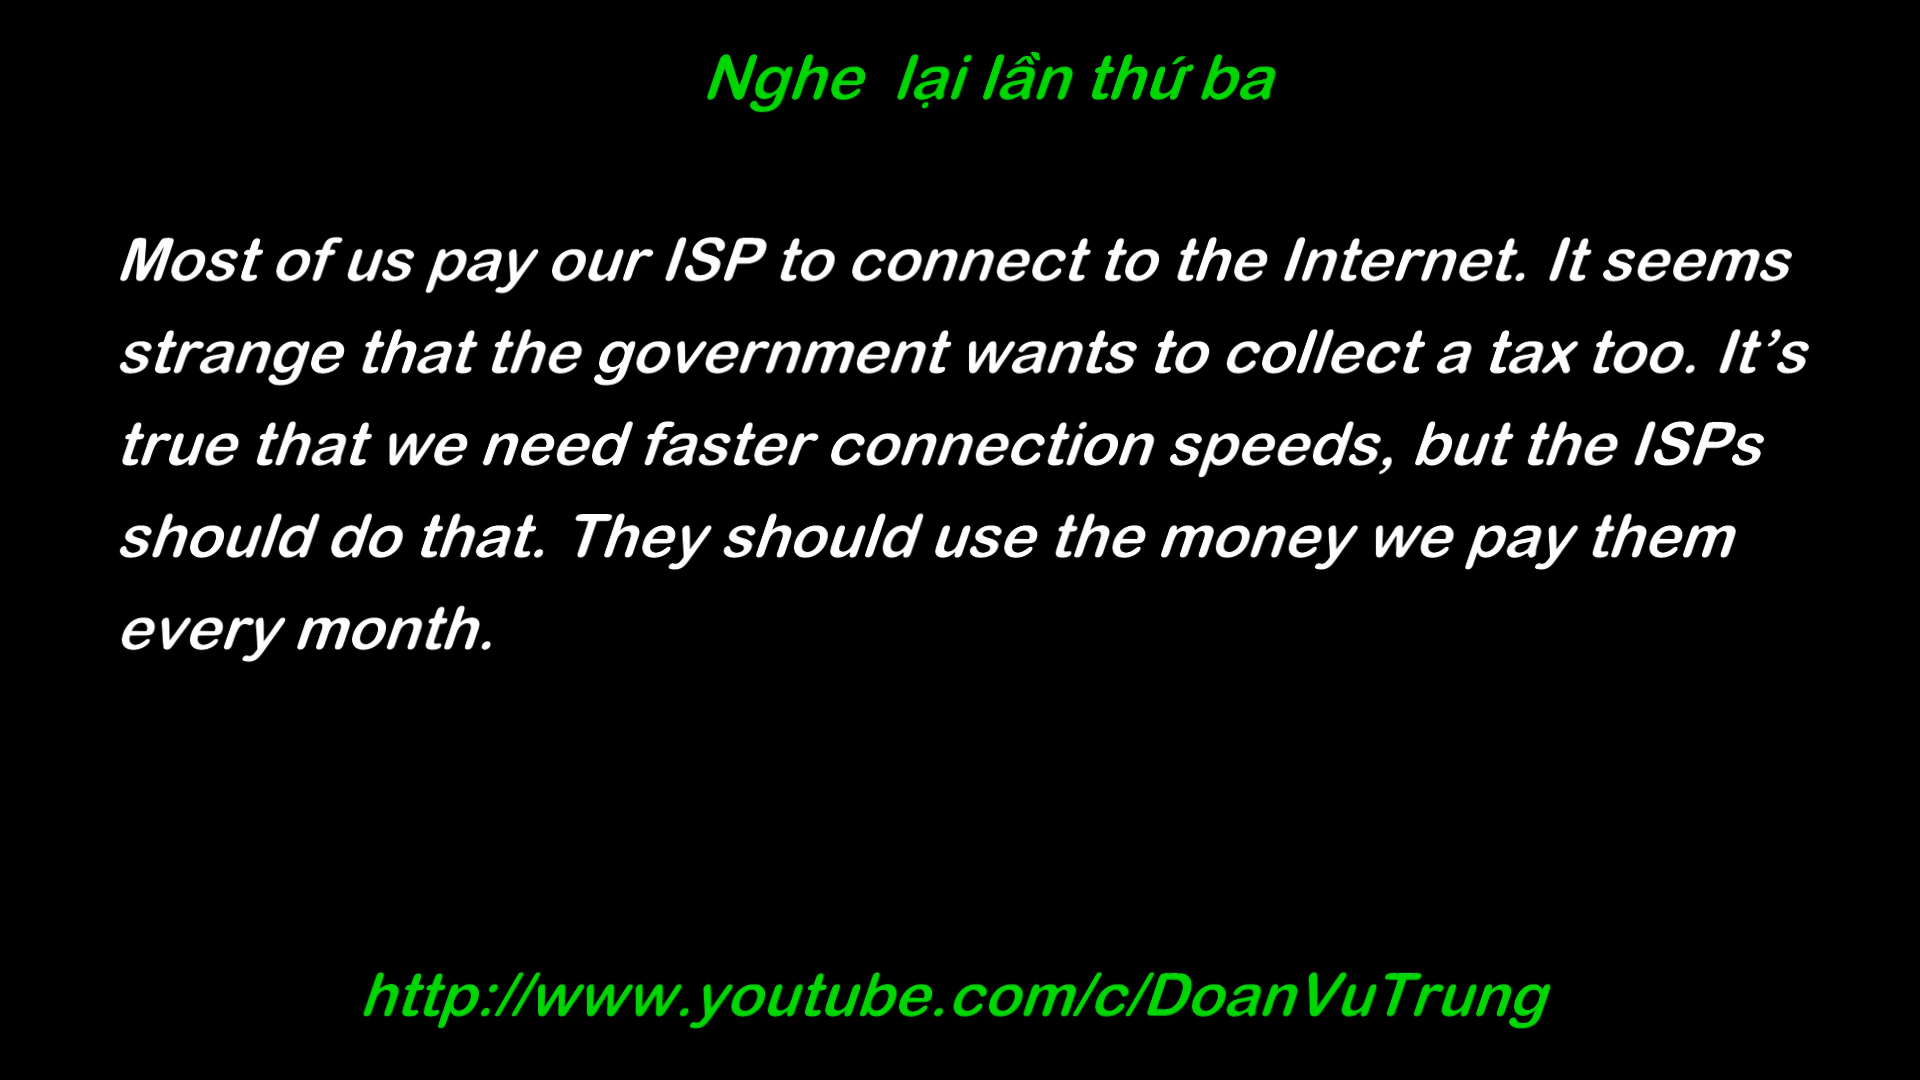 Nghe lại lần thứ ba
Most of us pay our ISP to connect to the Internet. It seems
strange that the government wants to collect a tax too. It’s
true that we need faster connection speeds, but the ISPs
should do that. They should use the money we pay them
every month.
http://www.youtube.com/c/DoanVuTrung